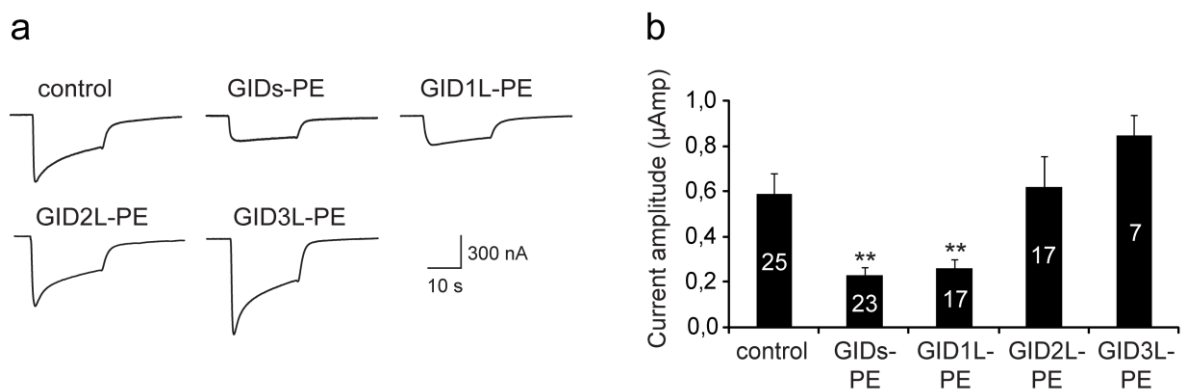 a
control GIDs-PE GID1L-PE
GID2L-PE GID3L-PE
300 nA
10 s
b
Current amplitude (µAmp)
1,0
0,8
0,6
0,4
0,2
0,0
** **
25 23 17 17 7
control GIDs- GID1L- GID2L- GID3L-
PE PE PE PE